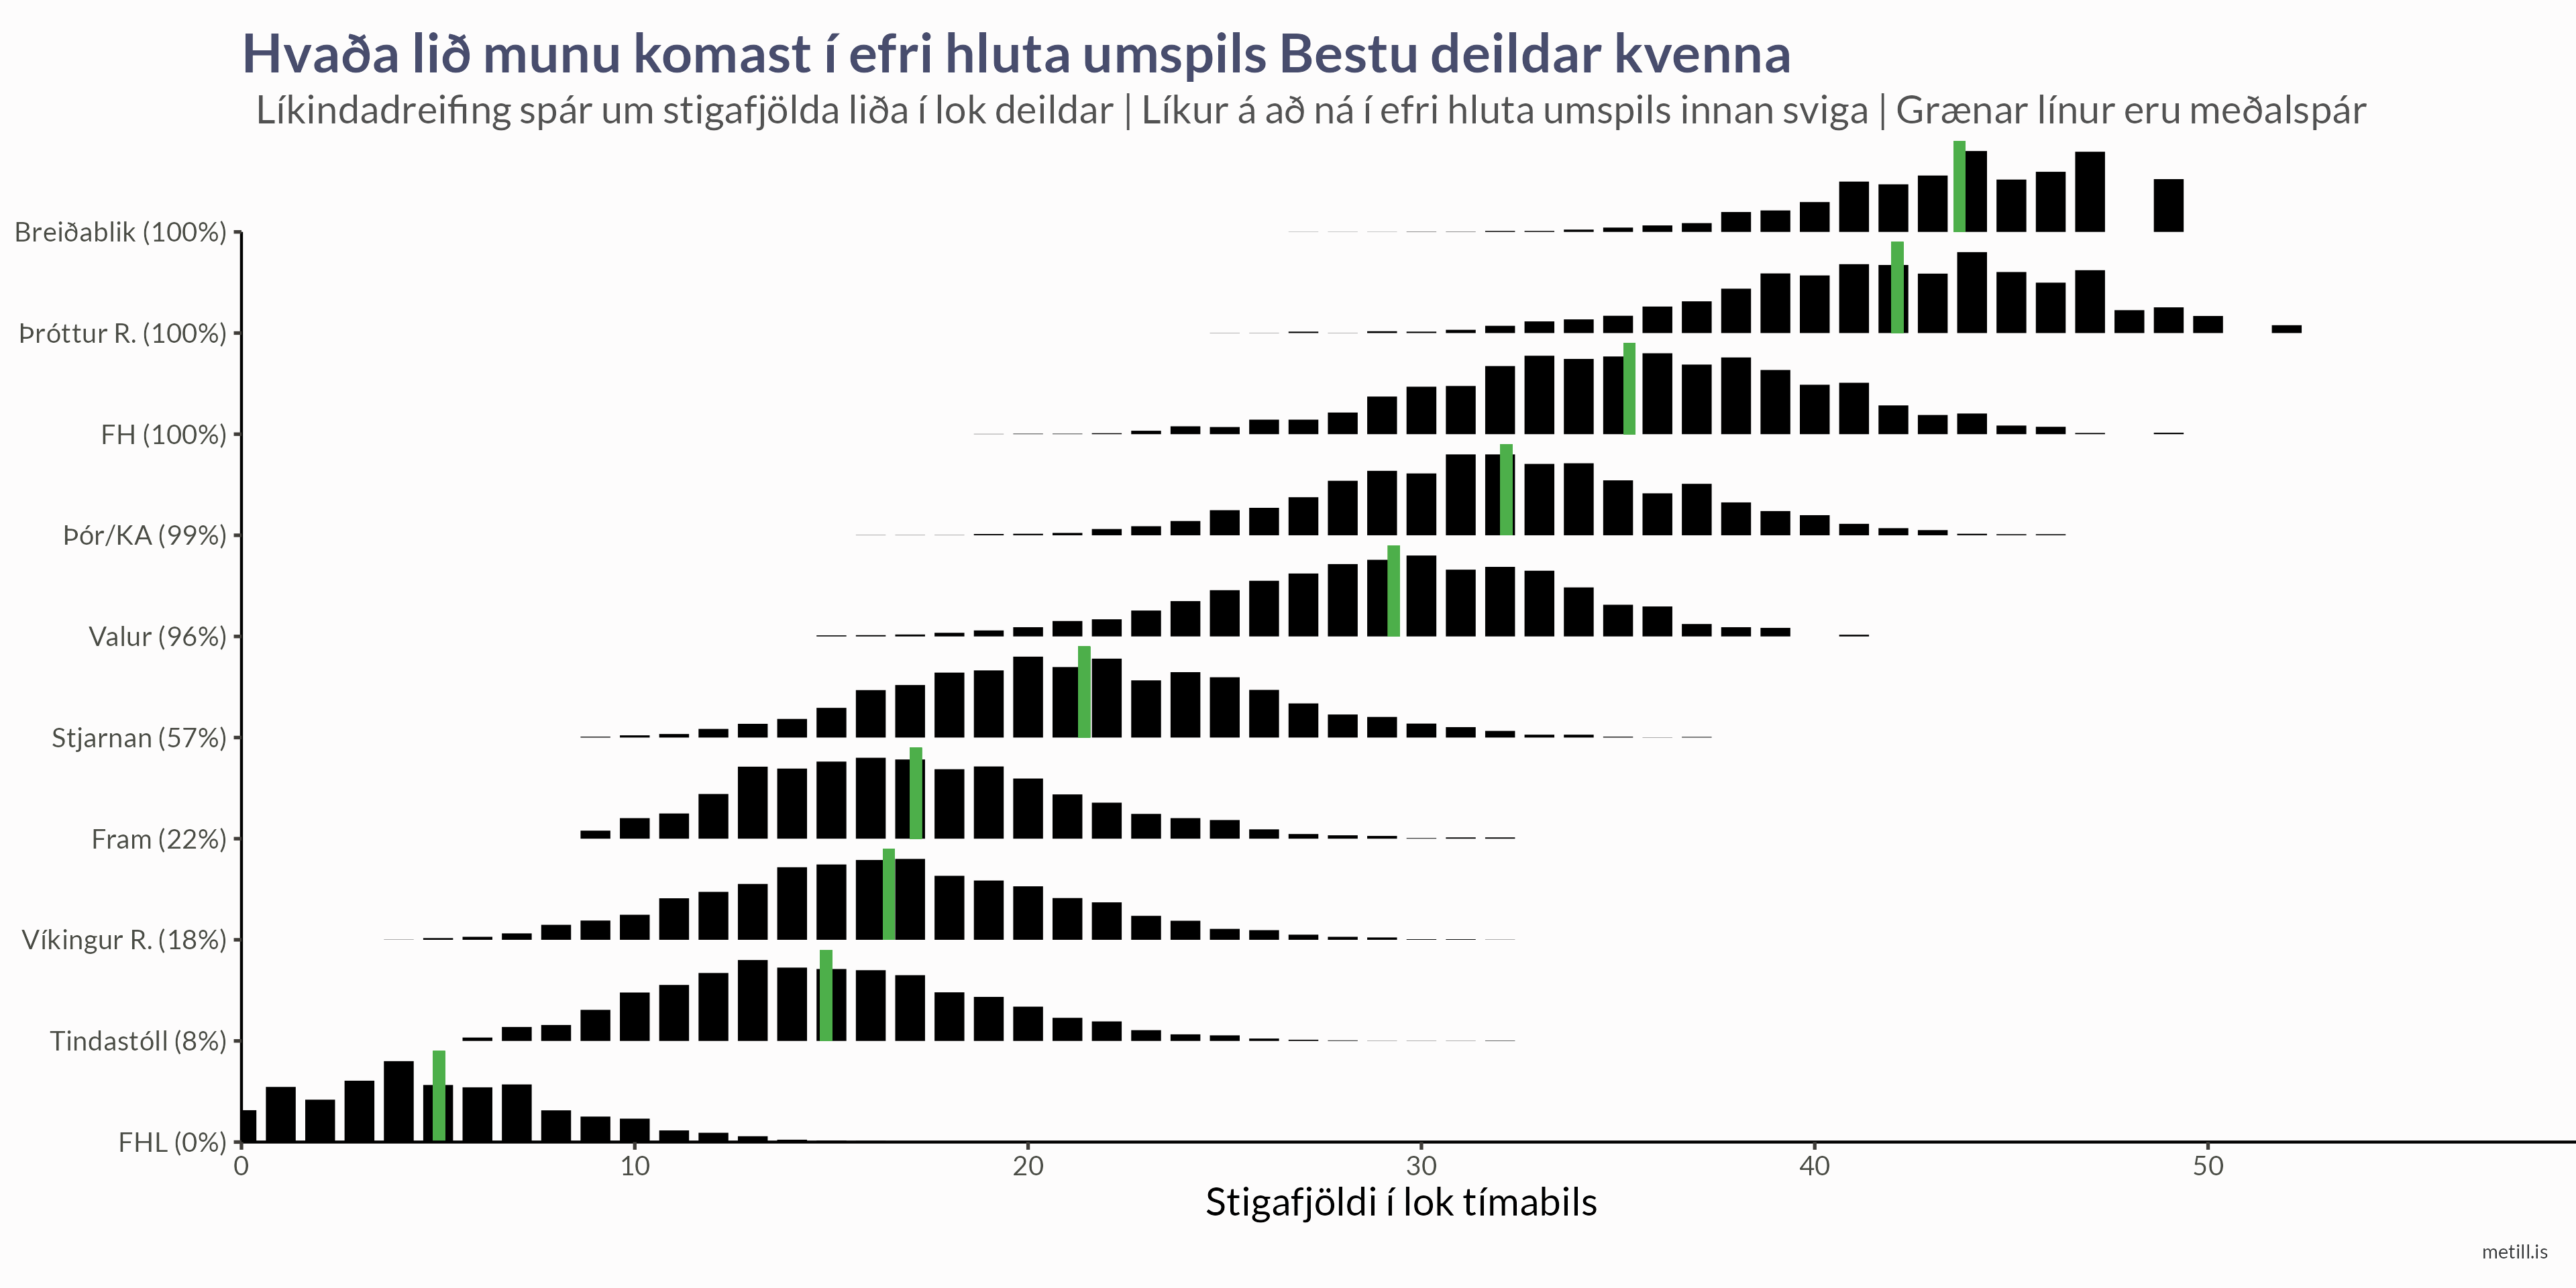 Hvaða lið munu komast í efri hluta umspils Bestu deildar kvenna
Líkindadreifing spár um stigafjölda liða í lok deildar | Líkur á að ná í efri hluta umspils innan sviga | Grænar línur eru meðalspár
Breiðablik (100%)
Þróttur R. (100%)
FH (100%)
Þór/KA (99%)
Valur (96%)
Stjarnan (57%)
Fram (22%)
Víkingur R. (18%)
Tindastóll (8%)
FHL (0%)
0 10 20 30 40 50
Stigafjöldi í lok tímabils
metill.is